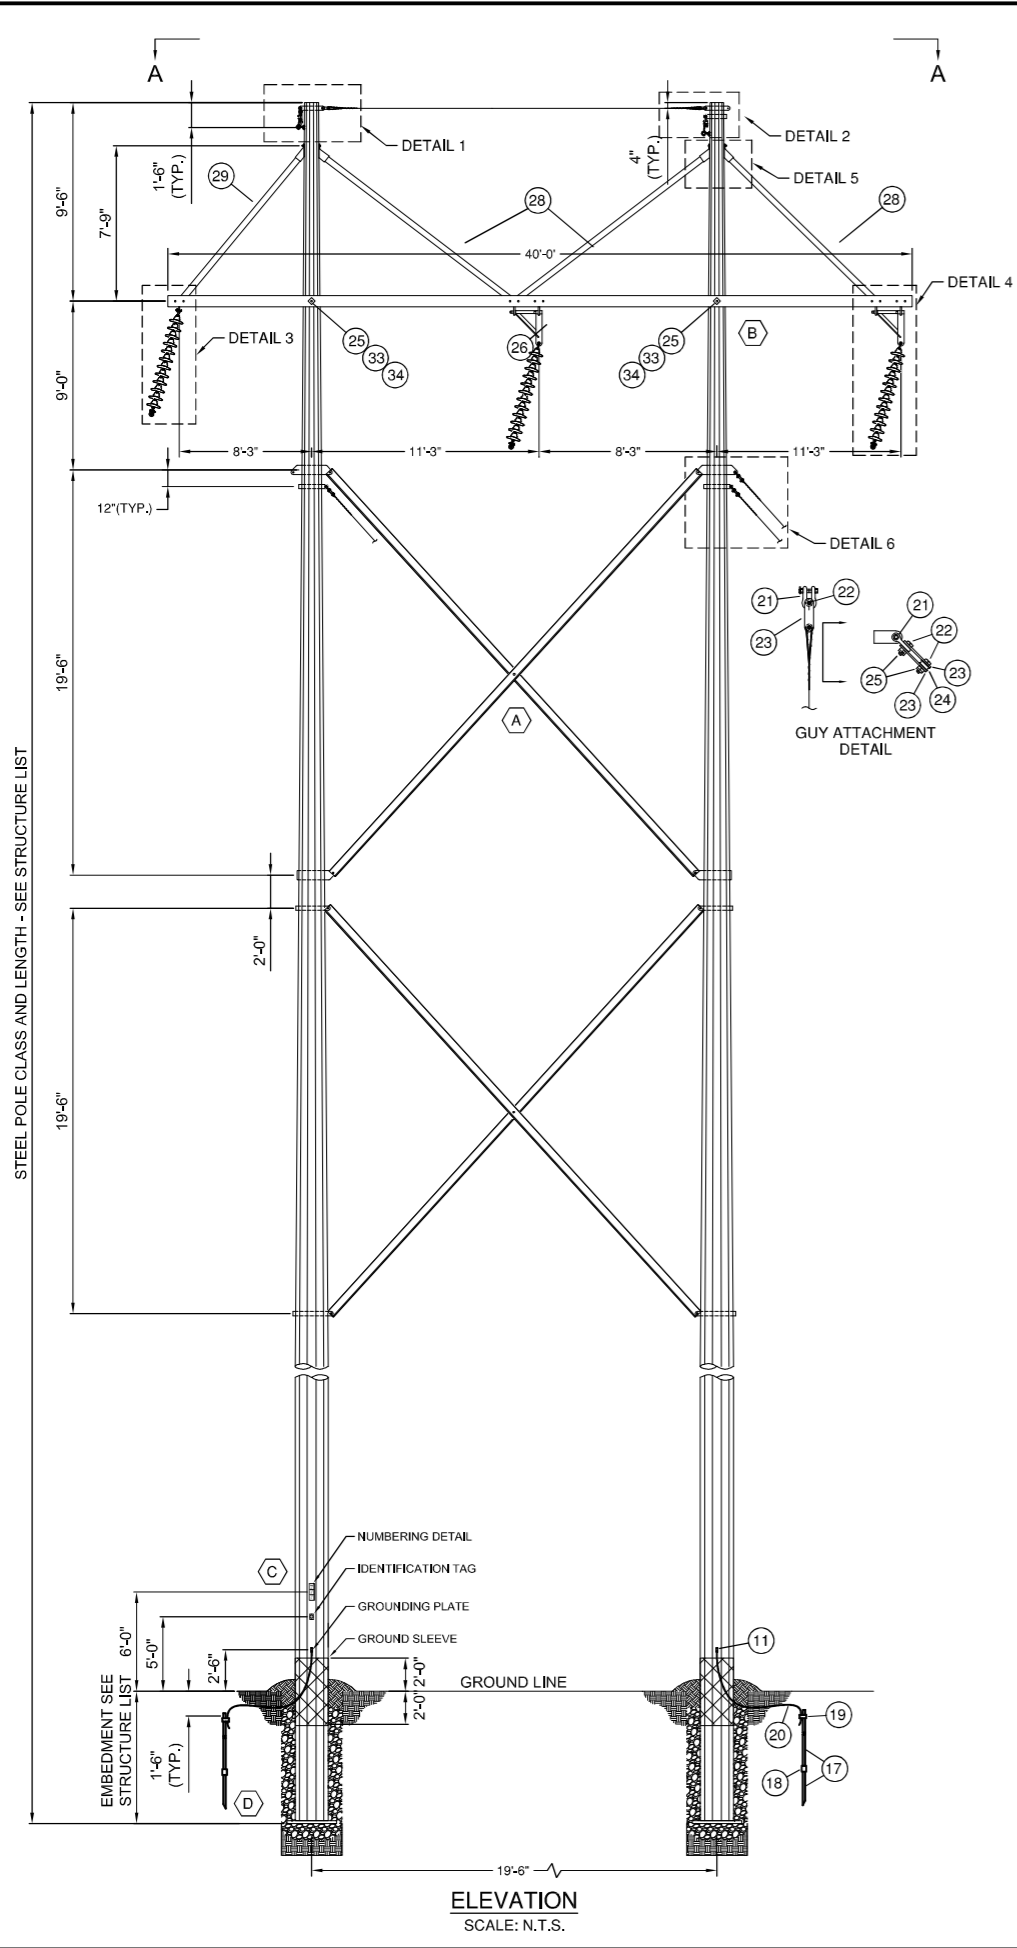 A
A
DETAIL 1
DETAIL 2
1'-6"
(TYP.)
4"
(TYP.)
DETAIL 5
29
28
28
9'-6"
7'-9"
40'-0'
DETAIL 4
DETAIL 3
B
25
33
34
26
25
33
34
9'-0"
8'-3"
11'-3"
8'-3"
11'-3"
12"(TYP.)
DETAIL 6
21
22
23
21
22
25
23
24
23
GUY ATTACHMENT
DETAIL
19'-6"
A
STEEL POLE CLASS AND LENGTH - SEE STRUCTURE LIST
2'-0"
19'-6"
NUMBERING DETAIL
C
IDENTIFICATION TAG
GROUNDING PLATE
GROUND SLEEVE
11
6'-0"
5'-0"
2'-6"
2'-0"
GROUND LINE
2'-0"
EMBEDMENT SEE
STRUCTURE LIST
1'-6"
(TYP.)
20
19
18
17
D
19'-6"
ELEVATION
SCALE: N.T.S.